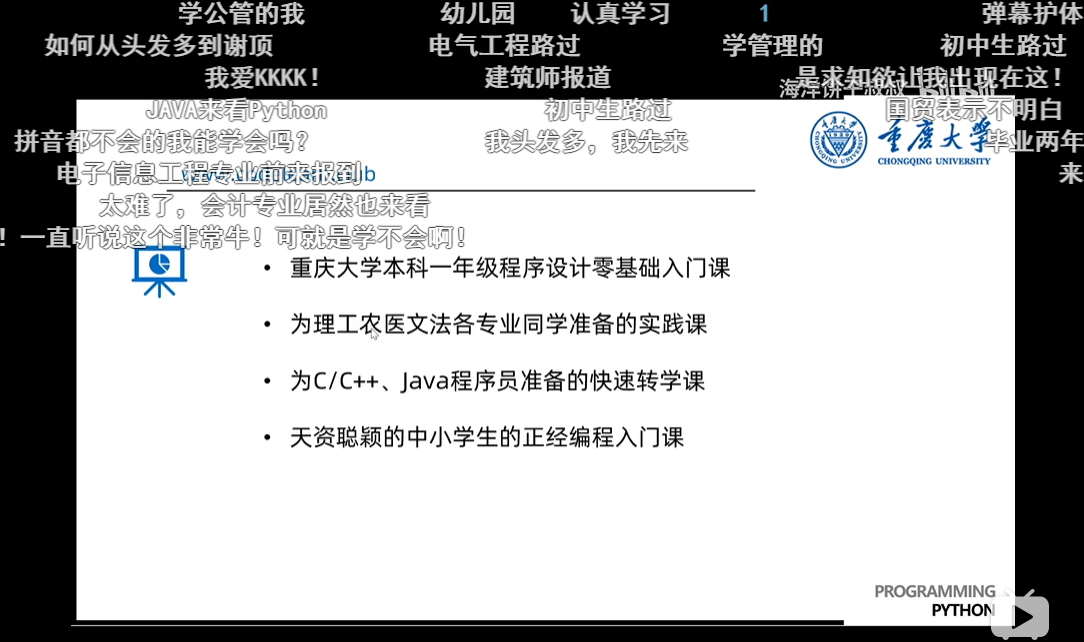 学公管的我 幼儿园 认真学习 1 弹幕护体
如何从头发多到谢顶 电气工程路过 学管理的 初中生路过
我爱KKKK！ 建筑师报道 是求知欲让我出现在这！
海洋饼干叔叔 bilibili
JAVA来看Python 初中生路过 国贸表示不明白
拼音都不会的我能学会吗？ 我头发多，我先来 毕业两年
重庆大学
CHONGQING UNIVERSITY
电子信息工程专业前来报到 来
太难了，会计专业居然也来看
！一直听说这个非常牛！可就是学不会啊！
• 重庆大学本科一年级程序设计零基础入门课
• 为理工农医文法各专业同学准备的实践课
• 为C/C++、Java程序员准备的快速转学课
• 天资聪颖的中小学生的正经编程入门课
PROGRAMMING
PYTHON